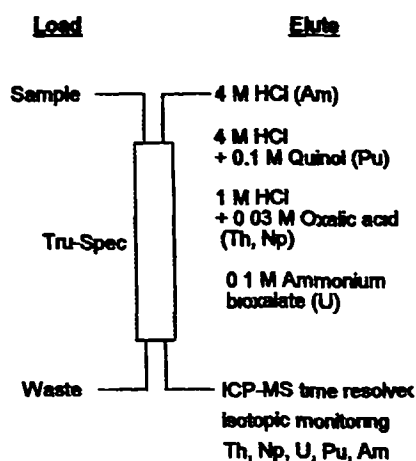 Load
Elute
Sample
4 M HCl (Am)
4 M HCl
+ 0.1 M Quinol (Pu)
1 M HCl
+ 0 03 M Oxalic acid
(Th, Np)
Tru-Spec
0 1 M Ammonium
bioxalate (U)
Waste
ICP-MS time resolved
isotopic monitoring
Th, Np, U, Pu, Am